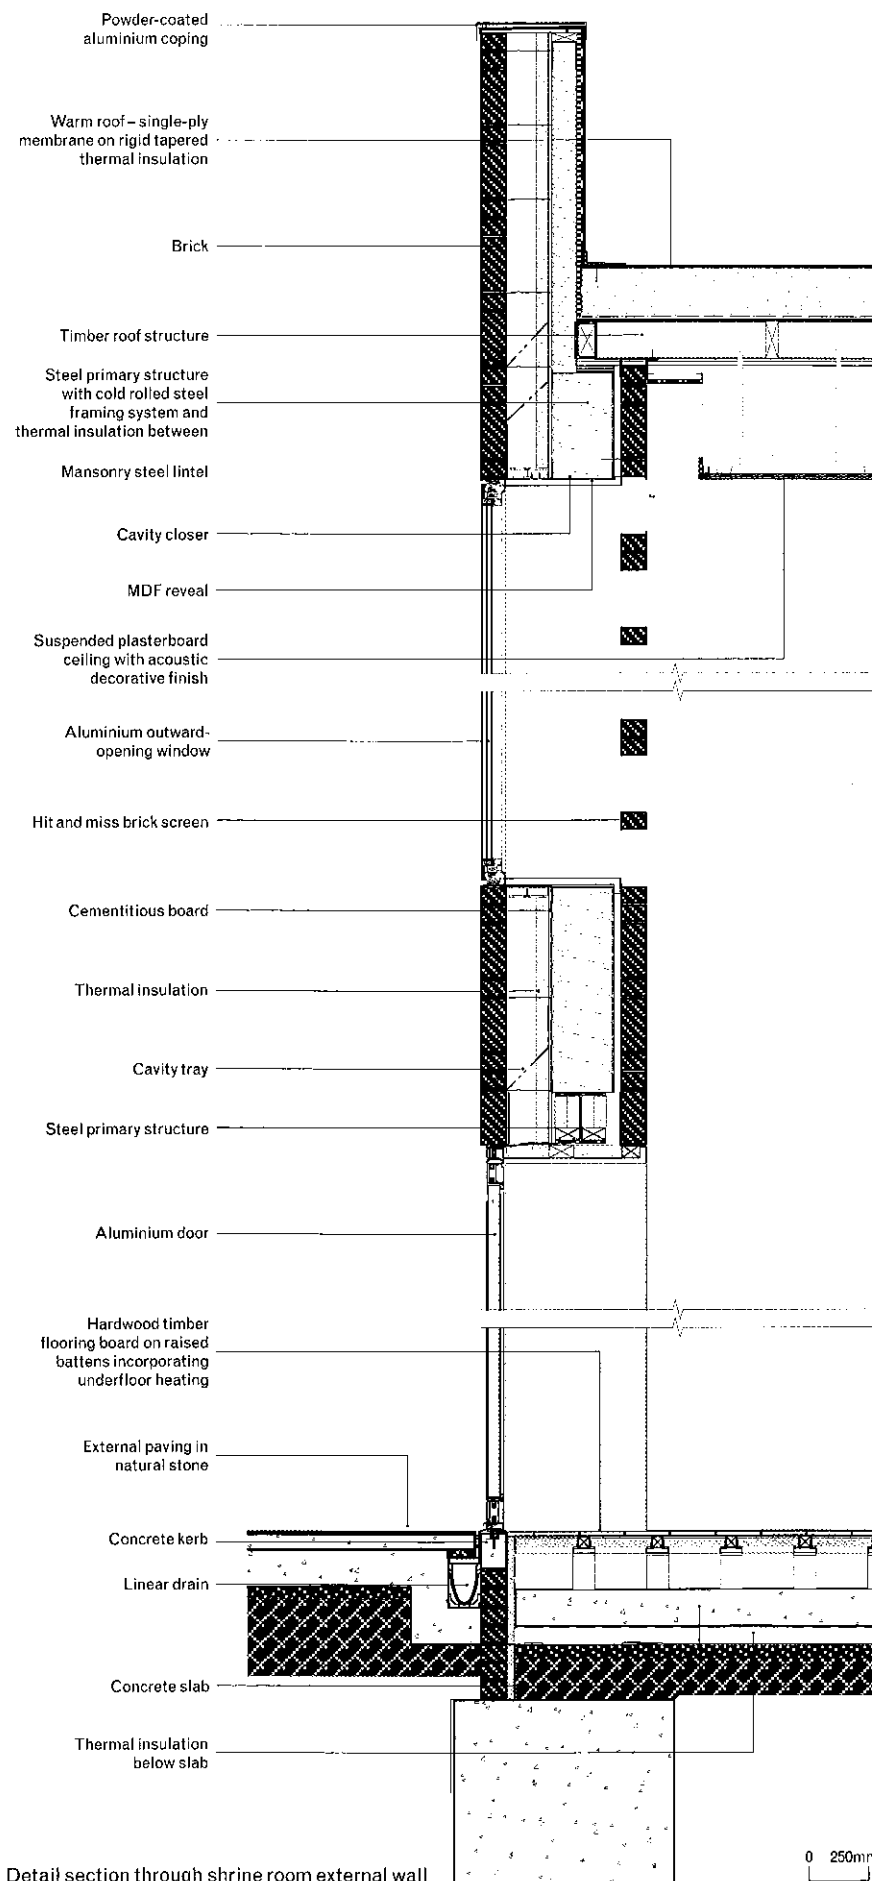 Powder-coated
aluminium coping
Warm roof – single-ply
membrane on rigid tapered
thermal insulation
Brick
Timber roof structure
Steel primary structure
with cold rolled steel
framing system and
thermal insulation between
Mansonry steel lintel
Cavity closer
MDF reveal
Suspended plasterboard
ceiling with acoustic
decorative finish
Aluminium outward-
opening window
Hit and miss brick screen
Cementitious board
Thermal insulation
Cavity tray
Steel primary structure
Aluminium door
Hardwood timber
flooring board on raised
battens incorporating
underfloor heating
External paving in
natural stone
Concrete kerb
Linear drain
Concrete slab
Thermal insulation
below slab
Detail section through shrine room external wall
0 250mm